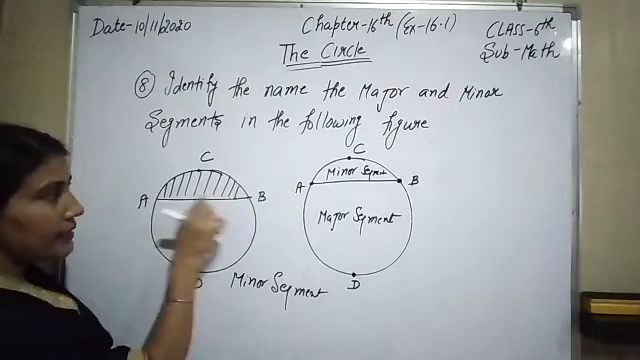 Date-10/11/2020
Chapter-16th (Ex-16.1)
CLASS-6th
The Circle
Sub-Math
⑧ Identify the name the Major and Minor
Segments in the following figure
C
A
B
D
Minor Segment
C
Minor Segment
A
B
Major Segment
D